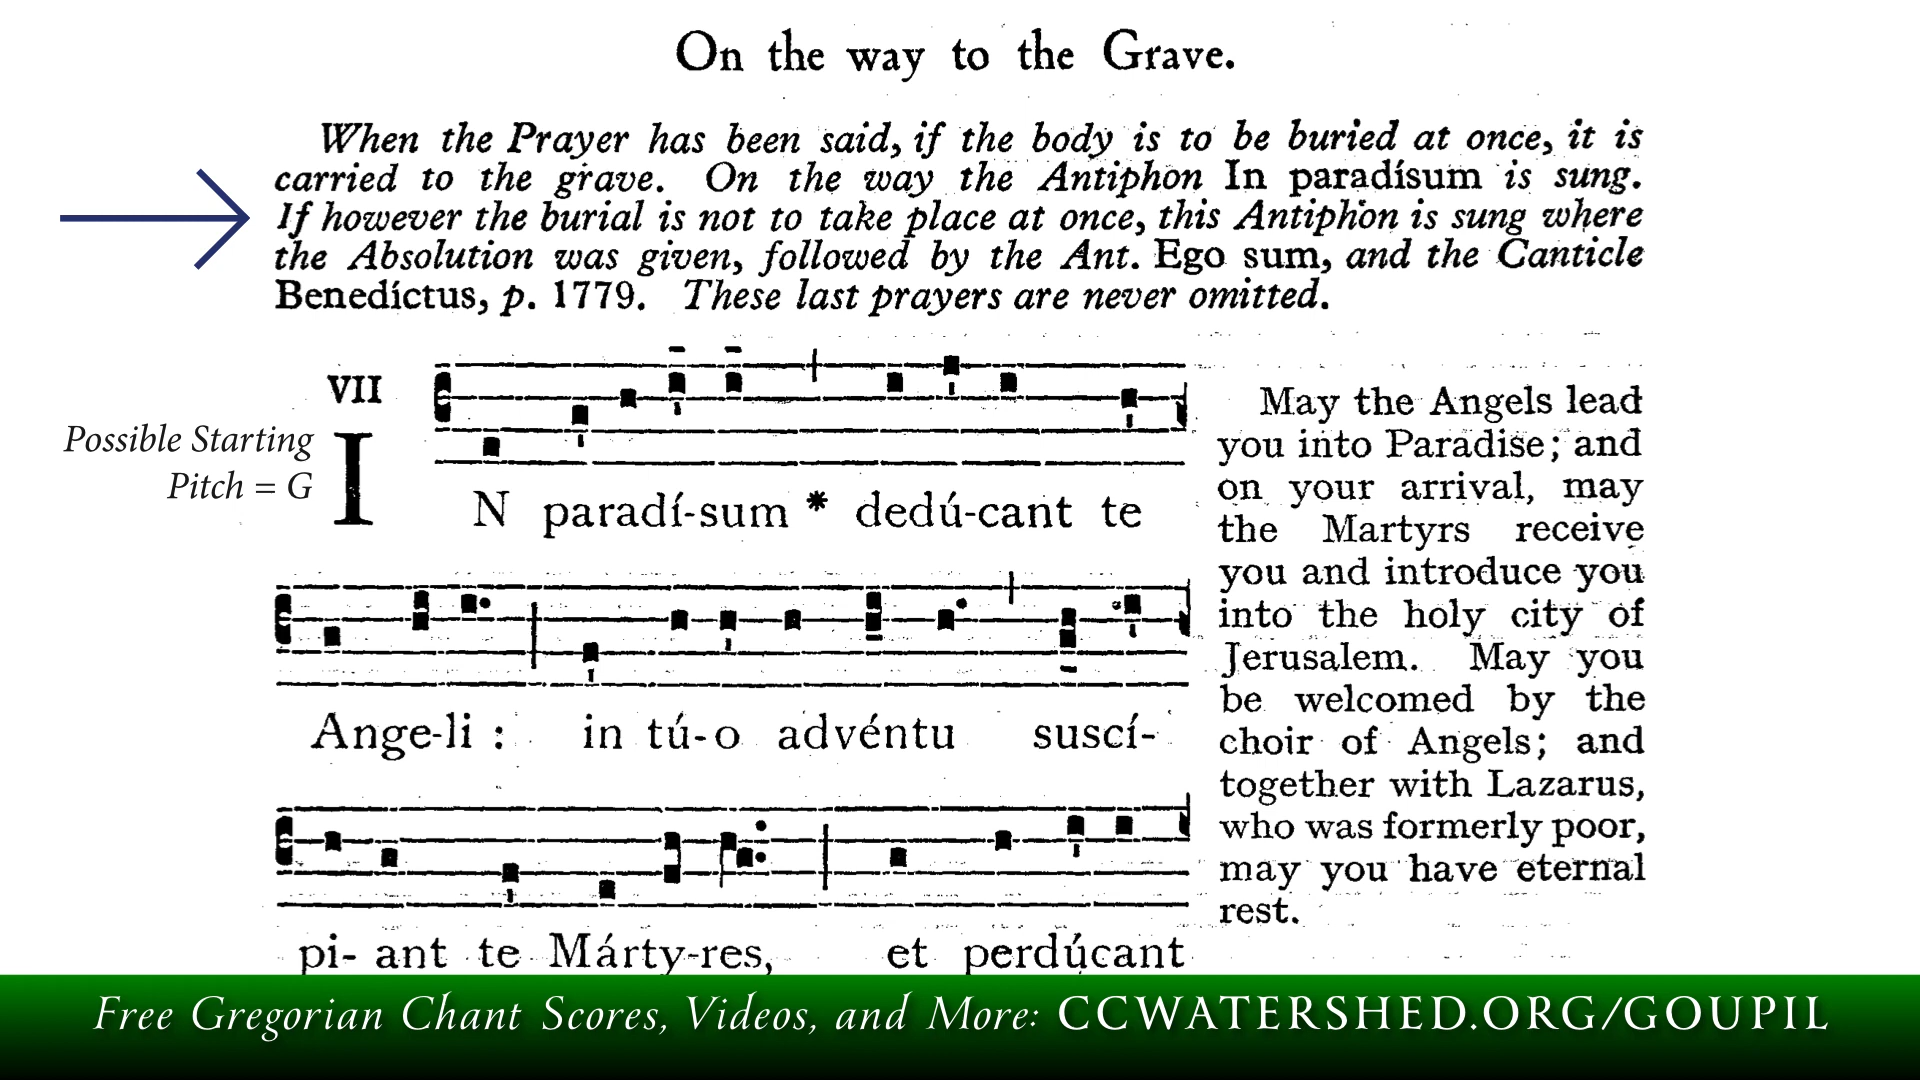 On the way to the Grave.
When the Prayer has been said, if the body is to be buried at once, it is
carried to the grave. On the way the Antiphon In paradísum is sung.
If however the burial is not to take place at once, this Antiphon is sung where
the Absolution was given, followed by the Ant. Ego sum, and the Canticle
Benedíctus, p. 1779. These last prayers are never omitted.
VII
Possible Starting
Pitch = G
IN paradí-sum * dedú-cant te
Ange-li : in tú-o advéntu suscí-
pi- ant te Márty-res, et perdúcant
May the Angels lead
you into Paradise; and
on your arrival, may
the Martyrs receive
you and introduce you
into the holy city of
Jerusalem. May you
be welcomed by the
choir of Angels; and
together with Lazarus,
who was formerly poor,
may you have eternal
rest.
Free Gregorian Chant Scores, Videos, and More: CCWATERSHED.ORG/GOUPIL